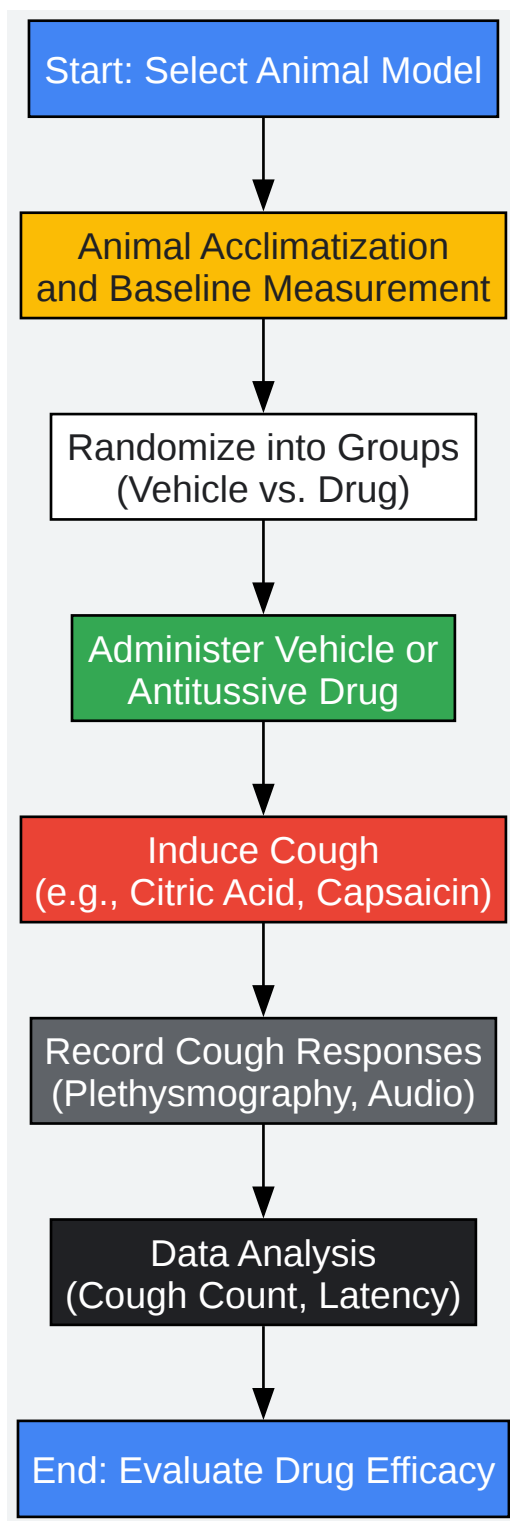 Start: Select Animal Model
Animal Acclimatization
and Baseline Measurement
Randomize into Groups
(Vehicle vs. Drug)
Administer Vehicle or
Antitussive Drug
Induce Cough
(e.g., Citric Acid, Capsaicin)
Record Cough Responses
(Plethysmography, Audio)
Data Analysis
(Cough Count, Latency)
End: Evaluate Drug Efficacy